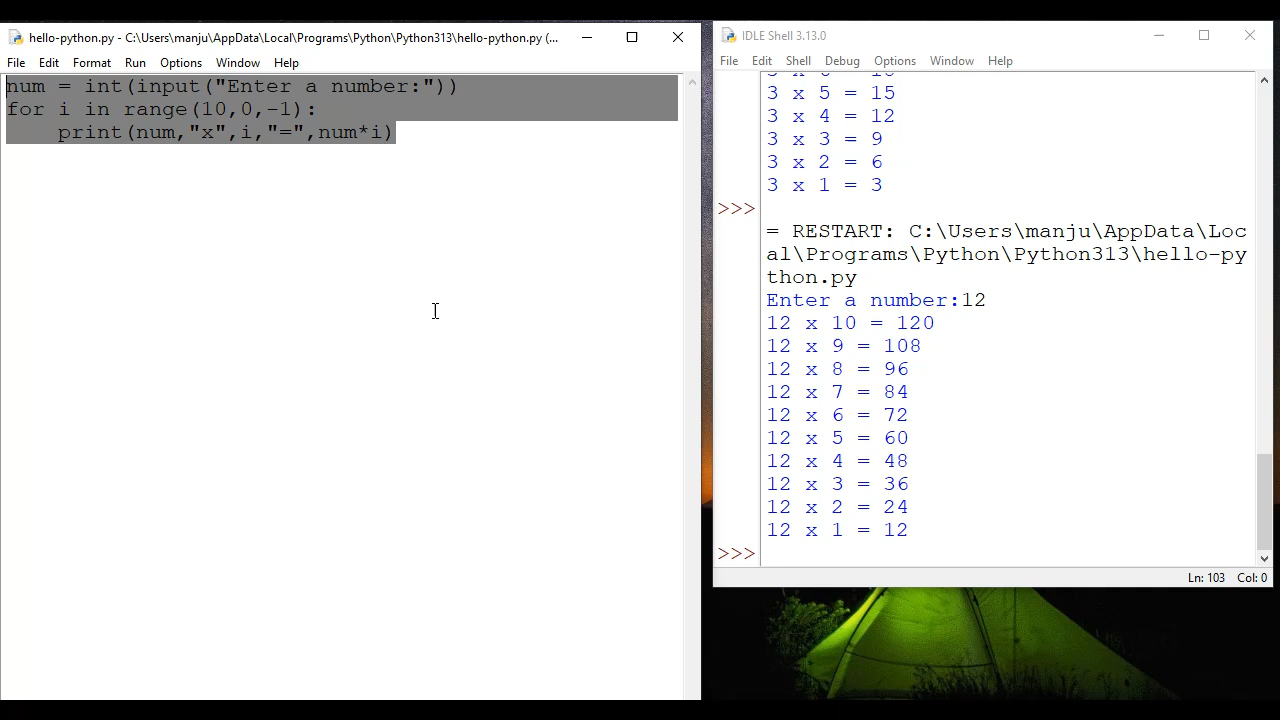 hello-python.py - C:\Users\manju\AppData\Local\Programs\Python\Python313\hello-python.py (...
File Edit Format Run Options Window Help
num = int(input("Enter a number:"))
for i in range(10,0,-1):
    print(num,"x",i,"=",num*i)
IDLE Shell 3.13.0
File Edit Shell Debug Options Window Help
3 x 5 = 15
3 x 4 = 12
3 x 3 = 9
3 x 2 = 6
3 x 1 = 3
>>>
= RESTART: C:\Users\manju\AppData\Loc
al\Programs\Python\Python313\hello-py
thon.py
Enter a number:12
12 x 10 = 120
12 x 9 = 108
12 x 8 = 96
12 x 7 = 84
12 x 6 = 72
12 x 5 = 60
12 x 4 = 48
12 x 3 = 36
12 x 2 = 24
12 x 1 = 12
>>>
Ln: 103 Col: 0